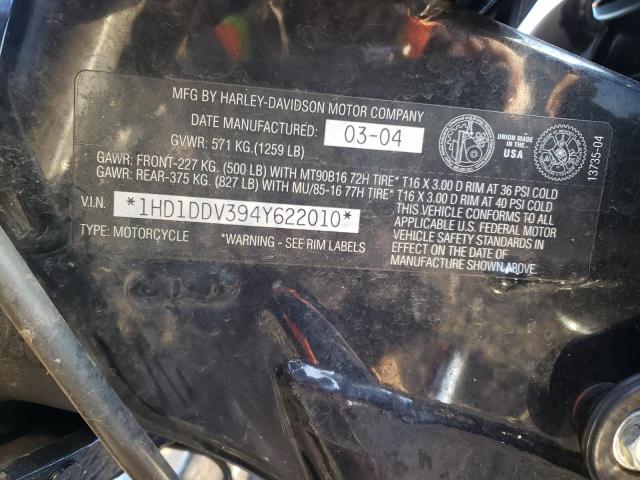 MFG BY HARLEY-DAVIDSON MOTOR COMPANY
DATE MANUFACTURED: 03-04
GVWR: 571 KG.(1259 LB)
GAWR: FRONT-227 KG. (500 LB) WITH MT90B16 72H TIRE* T16 X 3.00 D RIM AT 36 PSI COLD
GAWR: REAR-375 KG. (827 LB) WITH MU/85-16 77H TIRE* T16 X 3.00 D RIM AT 40 PSI COLD
V.I.N. *1HD1DDV394Y622010*
TYPE: MOTORCYCLE *WARNING - SEE RIM LABELS
THIS VEHICLE CONFORMS TO ALL
APPLICABLE U.S. FEDERAL MOTOR
VEHICLE SAFETY STANDARDS IN
EFFECT ON THE DATE OF
MANUFACTURE SHOWN ABOVE.
UNION MADE
IN THE
USA
13735-04